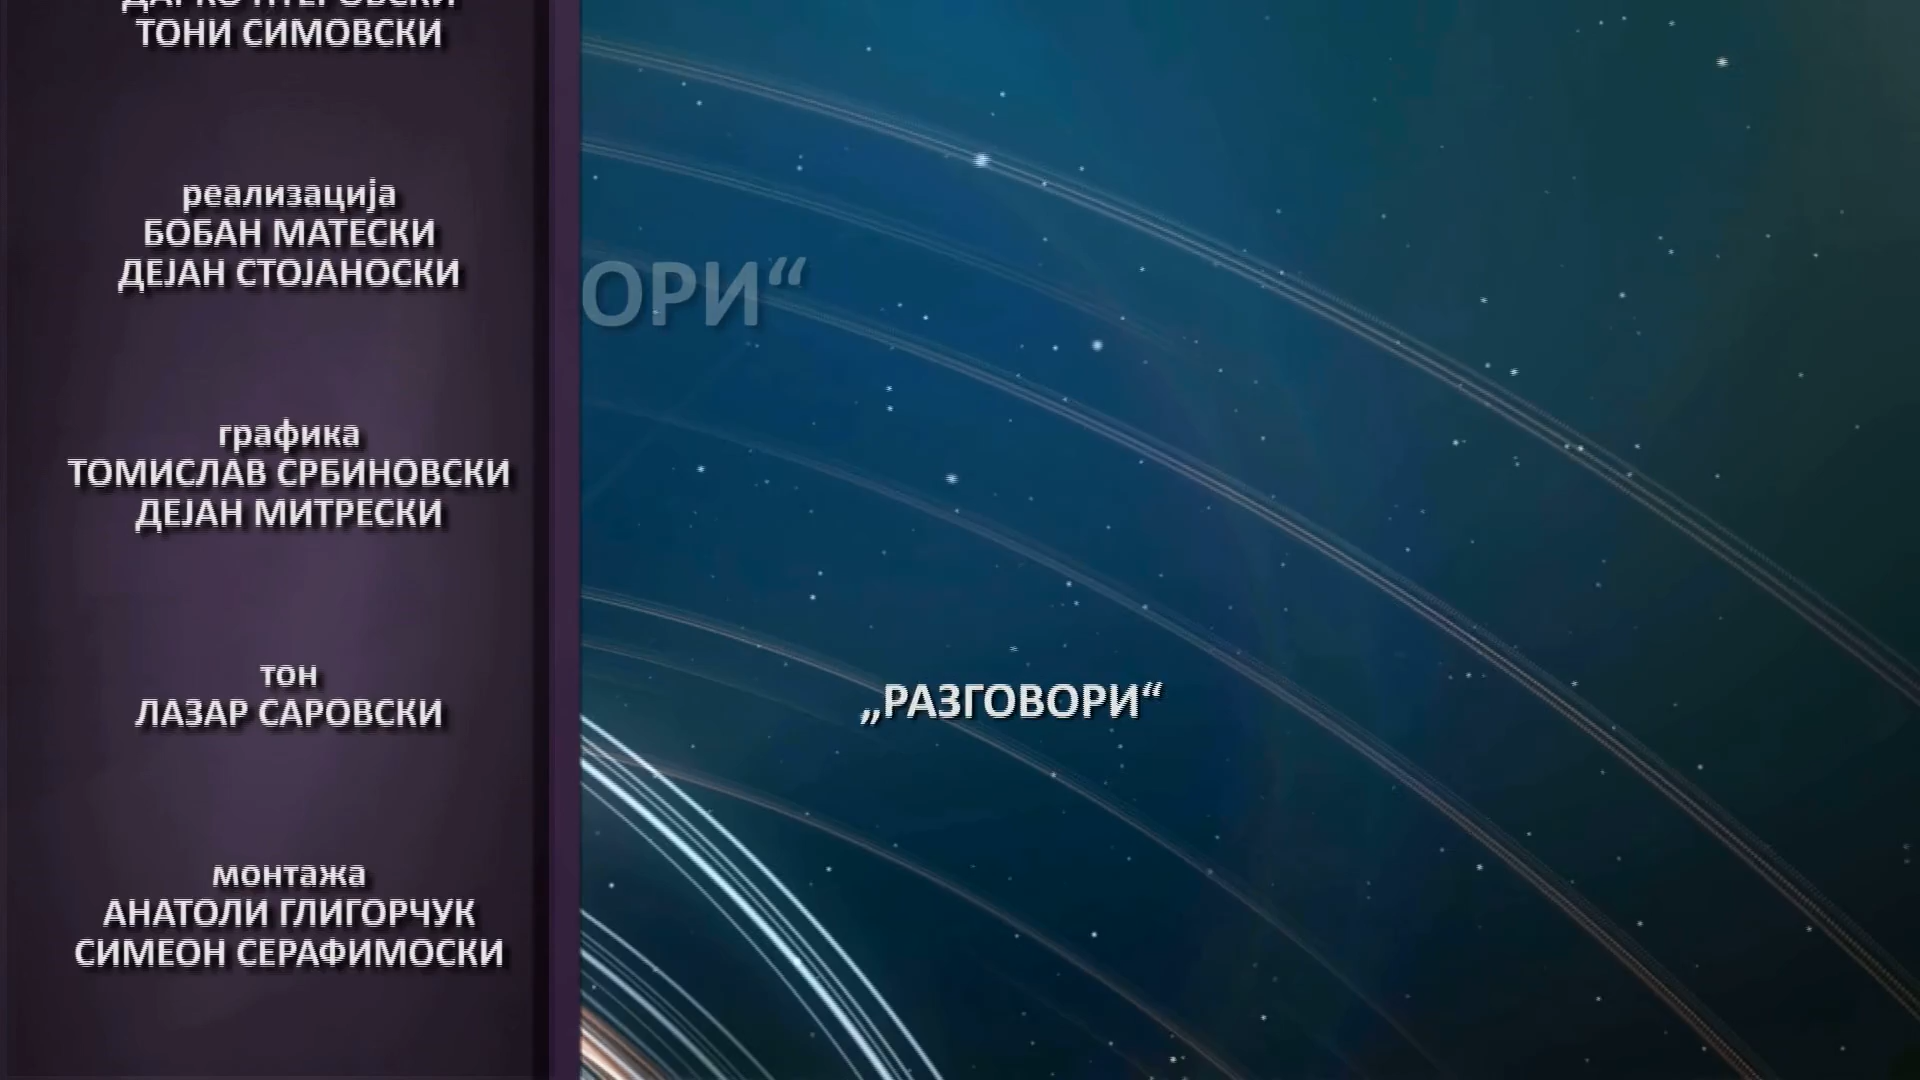 ТОНИ СИМОВСКИ
реализација
БОБАН МАТЕСКИ
ДЕЈАН СТОЈАНОСКИ
графика
ТОМИСЛАВ СРБИНОВСКИ
ДЕЈАН МИТРЕСКИ
тон
ЛАЗАР САРОВСКИ
монтажа
АНАТОЛИ ГЛИГОРЧУК
СИМЕОН СЕРАФИМОСКИ
ОРИ“
„РАЗГОВОРИ“